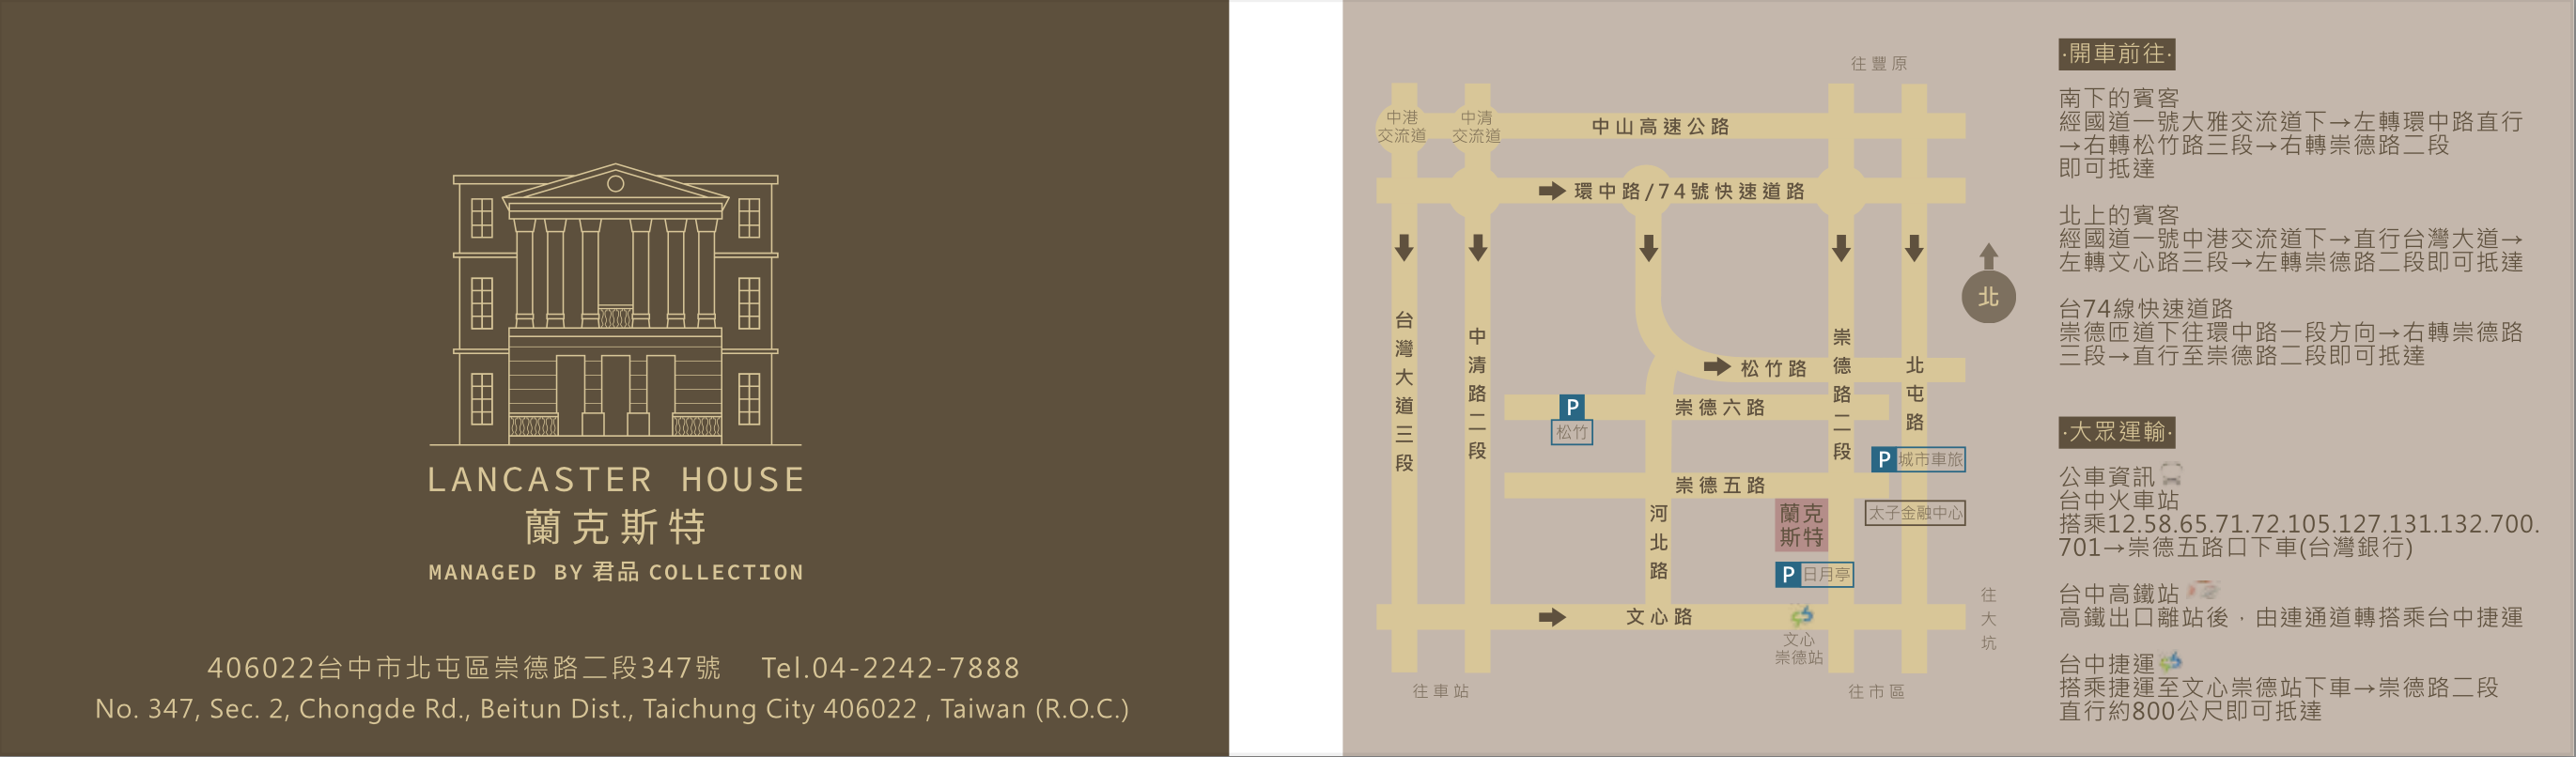 LANCASTER HOUSE
蘭克斯特
MANAGED BY 君品 COLLECTION
406022台中市北屯區崇德路二段347號 Tel.04-2242-7888
No. 347, Sec. 2, Chongde Rd., Beitun Dist., Taichung City 406022 , Taiwan (R.O.C.)
往豐原
中港
交流道
中清
交流道
中山高速公路
環中路/74號快速道路
北
台灣大道三段
中清路二段
崇德路二段
北屯路
松竹路
崇德六路
P
松竹
P 城市車旅
崇德五路
河北路
蘭克
斯特
太子金融中心
P 日月亭
文心路
文心
崇德站
往大坑
往車站
往市區
·開車前往·
南下的賓客
經國道一號大雅交流道下→左轉環中路直行
→右轉松竹路三段→右轉崇德路二段
即可抵達
北上的賓客
經國道一號中港交流道下→直行台灣大道→
左轉文心路三段→左轉崇德路二段即可抵達
台74線快速道路
崇德匝道下往環中路一段方向→右轉崇德路
三段→直行至崇德路二段即可抵達
·大眾運輸·
公車資訊
台中火車站
搭乘12.58.65.71.72.105.127.131.132.700.
701→崇德五路口下車(台灣銀行)
台中高鐵站
高鐵出口離站後，由連通道轉搭乘台中捷運
台中捷運
搭乘捷運至文心崇德站下車→崇德路二段
直行約800公尺即可抵達